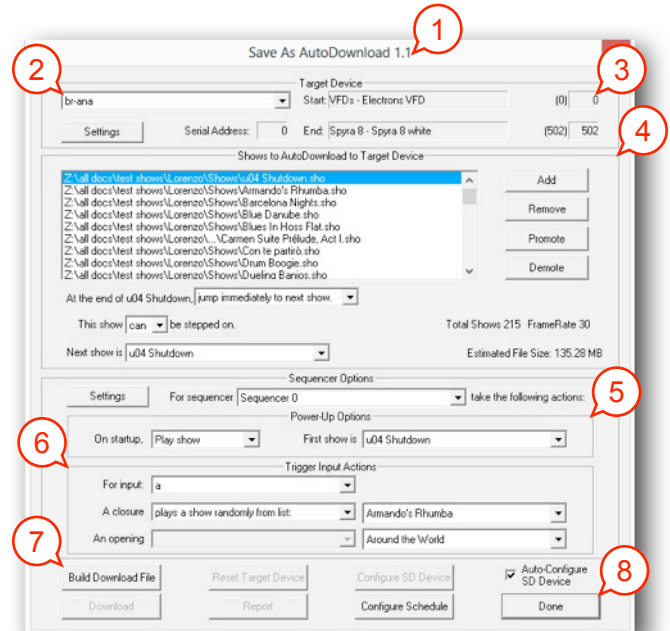 1
Save As AutoDownload 1.1
2
3
Target Device
br-ana Start: VFDs - Electrons VFD (0) 0
Settings Serial Address: 0 End: Spyra 8 - Spyra 8 white (502) 502
4
Shows to AutoDownload to Target Device
Z:\all docs\test shows\Lorenzo\Shows\u04 Shutdown.sho Add
Z:\all docs\test shows\Lorenzo\Shows\Armando's Rhumba.sho
Z:\all docs\test shows\Lorenzo\Shows\Barcelona Nights.sho
Z:\all docs\test shows\Lorenzo\Shows\Blue Danube.sho Remove
Z:\all docs\test shows\Lorenzo\Shows\Blues In Hoss Flat.sho
Z:\all docs\test shows\Lorenzo\...\Carmen Suite Prélude, Act I.sho Promote
Z:\all docs\test shows\Lorenzo\Shows\Con te partirò.sho
Z:\all docs\test shows\Lorenzo\Shows\Drum Boogie.sho
Z:\all docs\test shows\Lorenzo\Shows\Dueling Banjos.sho Demote
At the end of u04 Shutdown, jump immediately to next show.
This show can be stepped on. Total Shows 215 FrameRate 30
Next show is u04 Shutdown Estimated File Size: 135.28 MB
Sequencer Options
5
Settings For sequencer Sequencer 0 take the following actions:
Power-Up Options
6
On startup, Play show First show is u04 Shutdown
Trigger Input Actions
For input: a
A closure plays a show randomly from list: Armando's Rhumba
An opening Around the World
7
8
Build Download File Reset Target Device Configure SD Device Auto-Configure
SD Device
Download Report Configure Schedule Done